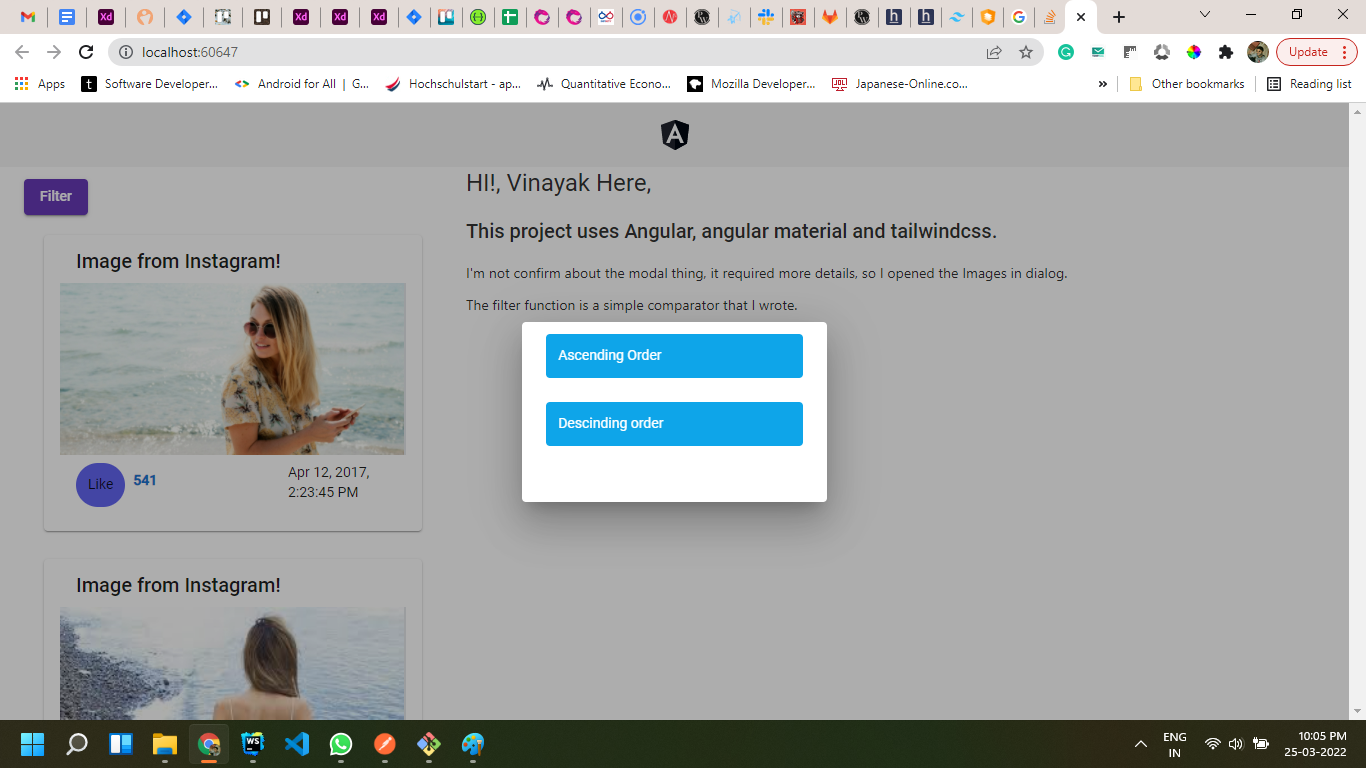 localhost:60647
Update
Apps
Software Developer...
Android for All | G...
Hochschulstart - ap...
Quantitative Econo...
Mozilla Developer...
Japanese-Online.co...
»
Other bookmarks
Reading list
Filter
HI!, Vinayak Here,
This project uses Angular, angular material and tailwindcss.
I'm not confirm about the modal thing, it required more details, so I opened the Images in dialog.
The filter function is a simple comparator that I wrote.
Image from Instagram!
Like
541
Apr 12, 2017,
2:23:45 PM
Ascending Order
Descinding order
Image from Instagram!
ENG
IN
10:05 PM
25-03-2022